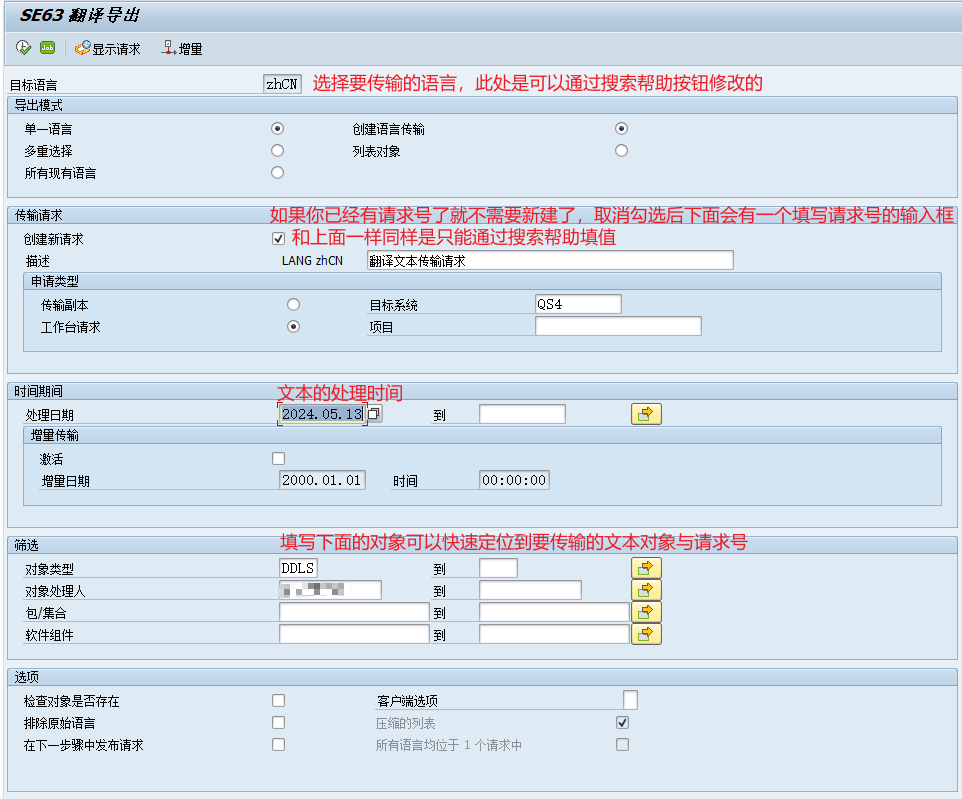 SE63 翻译导出
Job 显示请求 增量
目标语言 zhCN 选择要传输的语言，此处是可以通过搜索帮助按钮修改的
导出模式
单一语言 创建语言传输
多重选择 列表对象
所有现有语言
传输请求 如果你已经有请求号了就不需要新建了，取消勾选后下面会有一个填写请求号的输入框
创建新请求 和上面一样同样是只能通过搜索帮助填值
描述 LANG zhCN 翻译文本传输请求
申请类型
传输副本 目标系统 QS4
工作台请求 项目
时间期间 文本的处理时间
处理日期 2024.05.13 到
增量传输
激活
增量日期 2000.01.01 时间 00:00:00
筛选 填写下面的对象可以快速定位到要传输的文本对象与请求号
对象类型 DDLS 到
对象处理人 到
包/集合 到
软件组件 到
选项
检查对象是否存在 客户端选项
排除原始语言 压缩的列表
在下一步骤中发布请求 所有语言均位于 1 个请求中